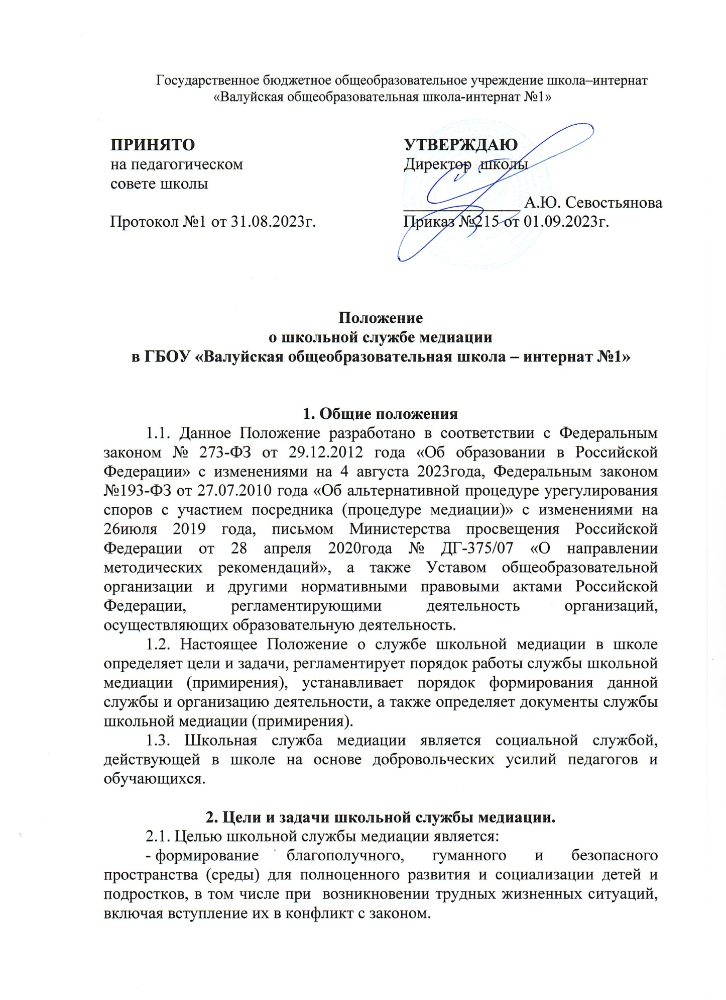 Государственное бюджетное общеобразовательное учреждение школа–интернат
«Валуйская общеобразовательная школа-интернат №1»
ПРИНЯТО
на педагогическом
совете школы
Протокол №1 от 31.08.2023г.
УТВЕРЖДАЮ
Директор школы
______________ А.Ю. Севостьянова
Приказ №215 от 01.09.2023г.
Положение
о школьной службе медиации
в ГБОУ «Валуйская общеобразовательная школа – интернат №1»
1. Общие положения
1.1. Данное Положение разработано в соответствии с Федеральным
законом № 273-ФЗ от 29.12.2012 года «Об образовании в Российской
Федерации» с изменениями на 4 августа 2023года, Федеральным законом
№193-ФЗ от 27.07.2010 года «Об альтернативной процедуре урегулирования
споров с участием посредника (процедуре медиации)» с изменениями на
26июля 2019 года, письмом Министерства просвещения Российской
Федерации от 28 апреля 2020года № ДГ-375/07 «О направлении
методических рекомендаций», а также Уставом общеобразовательной
организации и другими нормативными правовыми актами Российской
Федерации, регламентирующими деятельность организаций,
осуществляющих образовательную деятельность.
1.2. Настоящее Положение о службе школьной медиации в школе
определяет цели и задачи, регламентирует порядок работы службы школьной
медиации (примирения), устанавливает порядок формирования данной
службы и организацию деятельности, а также определяет документы службы
школьной медиации (примирения).
1.3. Школьная служба медиации является социальной службой,
действующей в школе на основе добровольческих усилий педагогов и
обучающихся.
2. Цели и задачи школьной службы медиации.
2.1. Целью школьной службы медиации является:
- формирование благополучного, гуманного и безопасного
пространства (среды) для полноценного развития и социализации детей и
подростков, в том числе при возникновении трудных жизненных ситуаций,
включая вступление их в конфликт с законом.